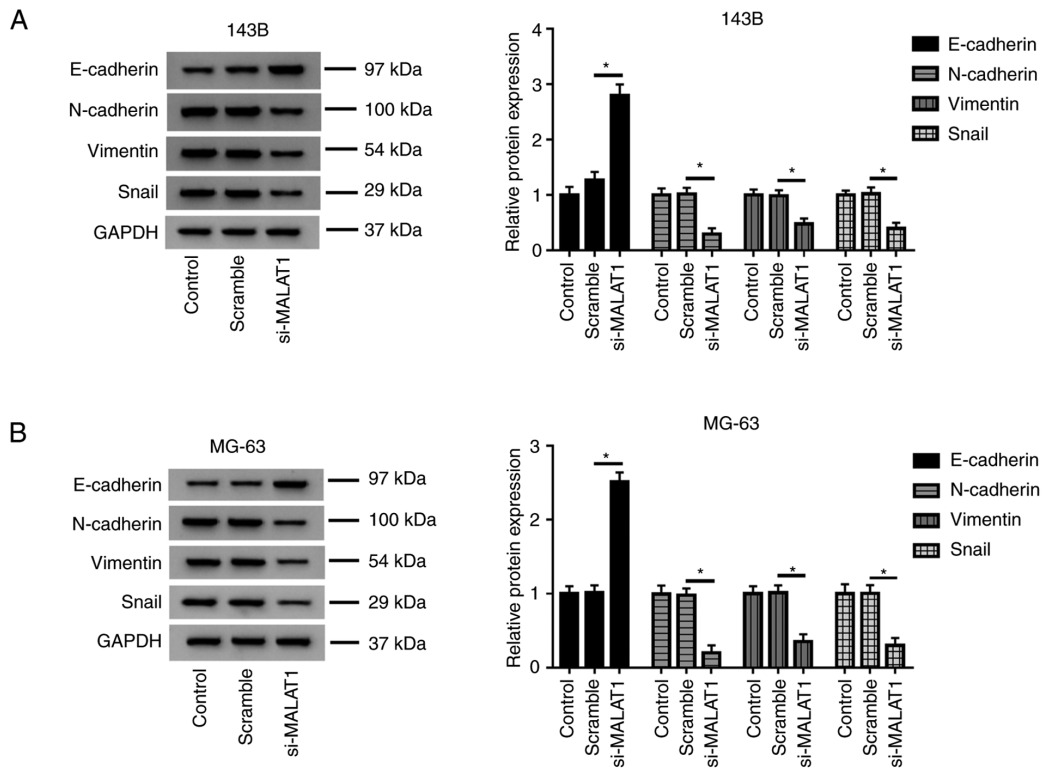 A
143B
E-cadherin
97 kDa
N-cadherin
100 kDa
Vimentin
54 kDa
Snail
29 kDa
GAPDH
37 kDa
Control
Scramble
si-MALAT1
143B
Relative protein expression
4
3
2
1
0
*
*
*
*
Control
Scramble
si-MALAT1
Control
Scramble
si-MALAT1
Control
Scramble
si-MALAT1
Control
Scramble
si-MALAT1
E-cadherin
N-cadherin
Vimentin
Snail
B
MG-63
E-cadherin
97 kDa
N-cadherin
100 kDa
Vimentin
54 kDa
Snail
29 kDa
GAPDH
37 kDa
Control
Scramble
si-MALAT1
MG-63
Relative protein expression
3
2
1
0
*
*
*
*
Control
Scramble
si-MALAT1
Control
Scramble
si-MALAT1
Control
Scramble
si-MALAT1
Control
Scramble
si-MALAT1
E-cadherin
N-cadherin
Vimentin
Snail